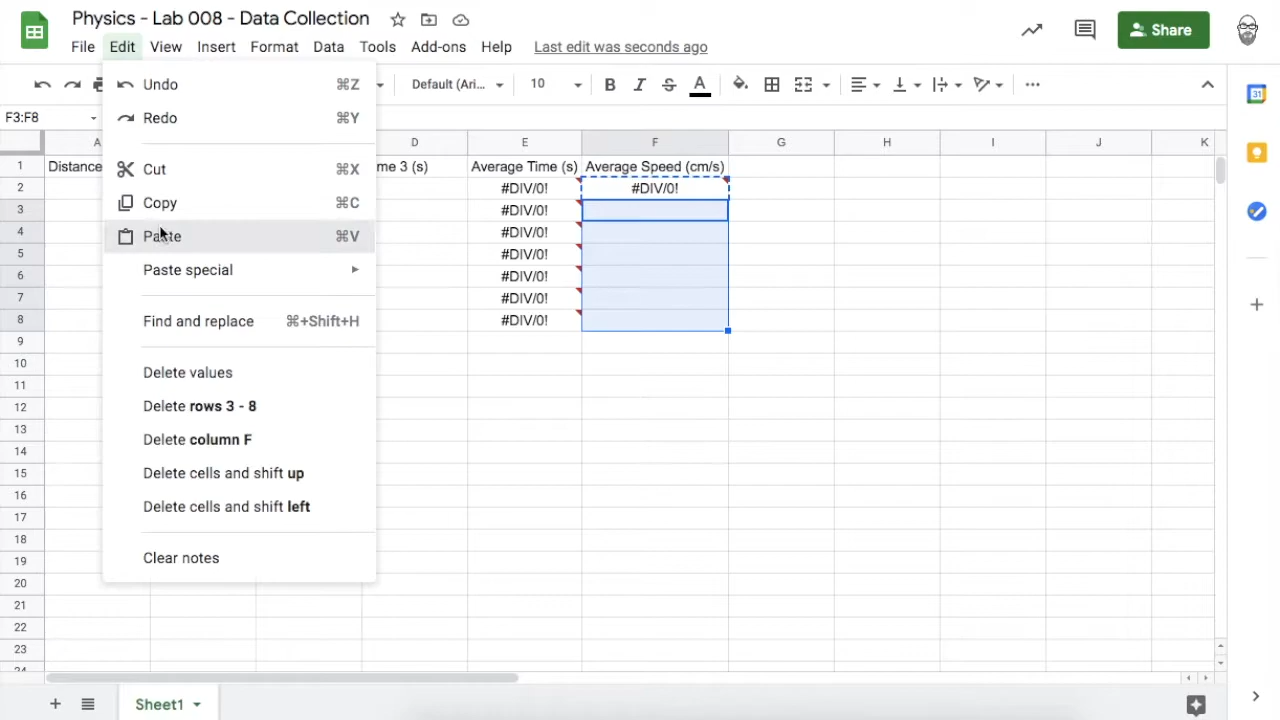 Physics - Lab 008 - Data Collection
File Edit View Insert Format Data Tools Add-ons Help Last edit was seconds ago
Share
Default (Ari... 10 B I S A
31
F3:F8
Undo ⌘Z
Redo ⌘Y
Cut ⌘X
Copy ⌘C
Paste ⌘V
Paste special
Find and replace ⌘+Shift+H
Delete values
Delete rows 3 - 8
Delete column F
Delete cells and shift up
Delete cells and shift left
Clear notes
A D E F G H I J K
1 Distance me 3 (s) Average Time (s) Average Speed (cm/s)
2 #DIV/0! #DIV/0!
3 #DIV/0!
4 #DIV/0!
5 #DIV/0!
6 #DIV/0!
7 #DIV/0!
8 #DIV/0!
9
10
11
12
13
14
15
16
17
18
19
20
21
22
23
24
Sheet1